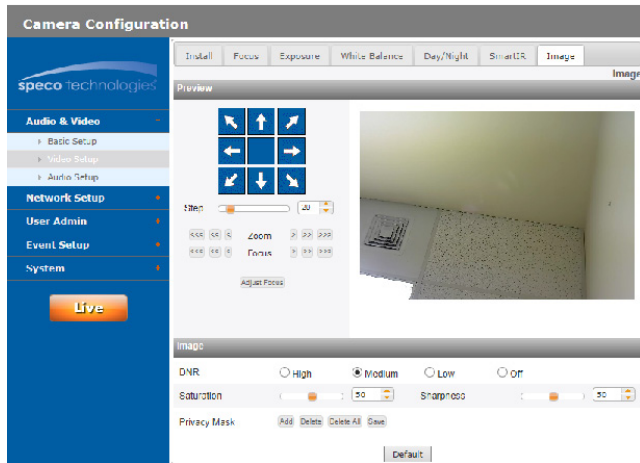 Camera Configuration
Install Focus Exposure White Balance Day/Night SmartIR Image
Image
speco technologies
Preview
Audio & Video
Basic Setup
Video Setup
Audio Setup
Network Setup
User Admin
Event Setup
System
Live
Step 20
<<< << < Zoom > >> >>>
<<< << < Focus > >> >>>
Adjust Focus
Image
DNR High Medium Low Off
Saturation 50 Sharpness 50
Privacy Mask Add Delete Delete All Save
Default